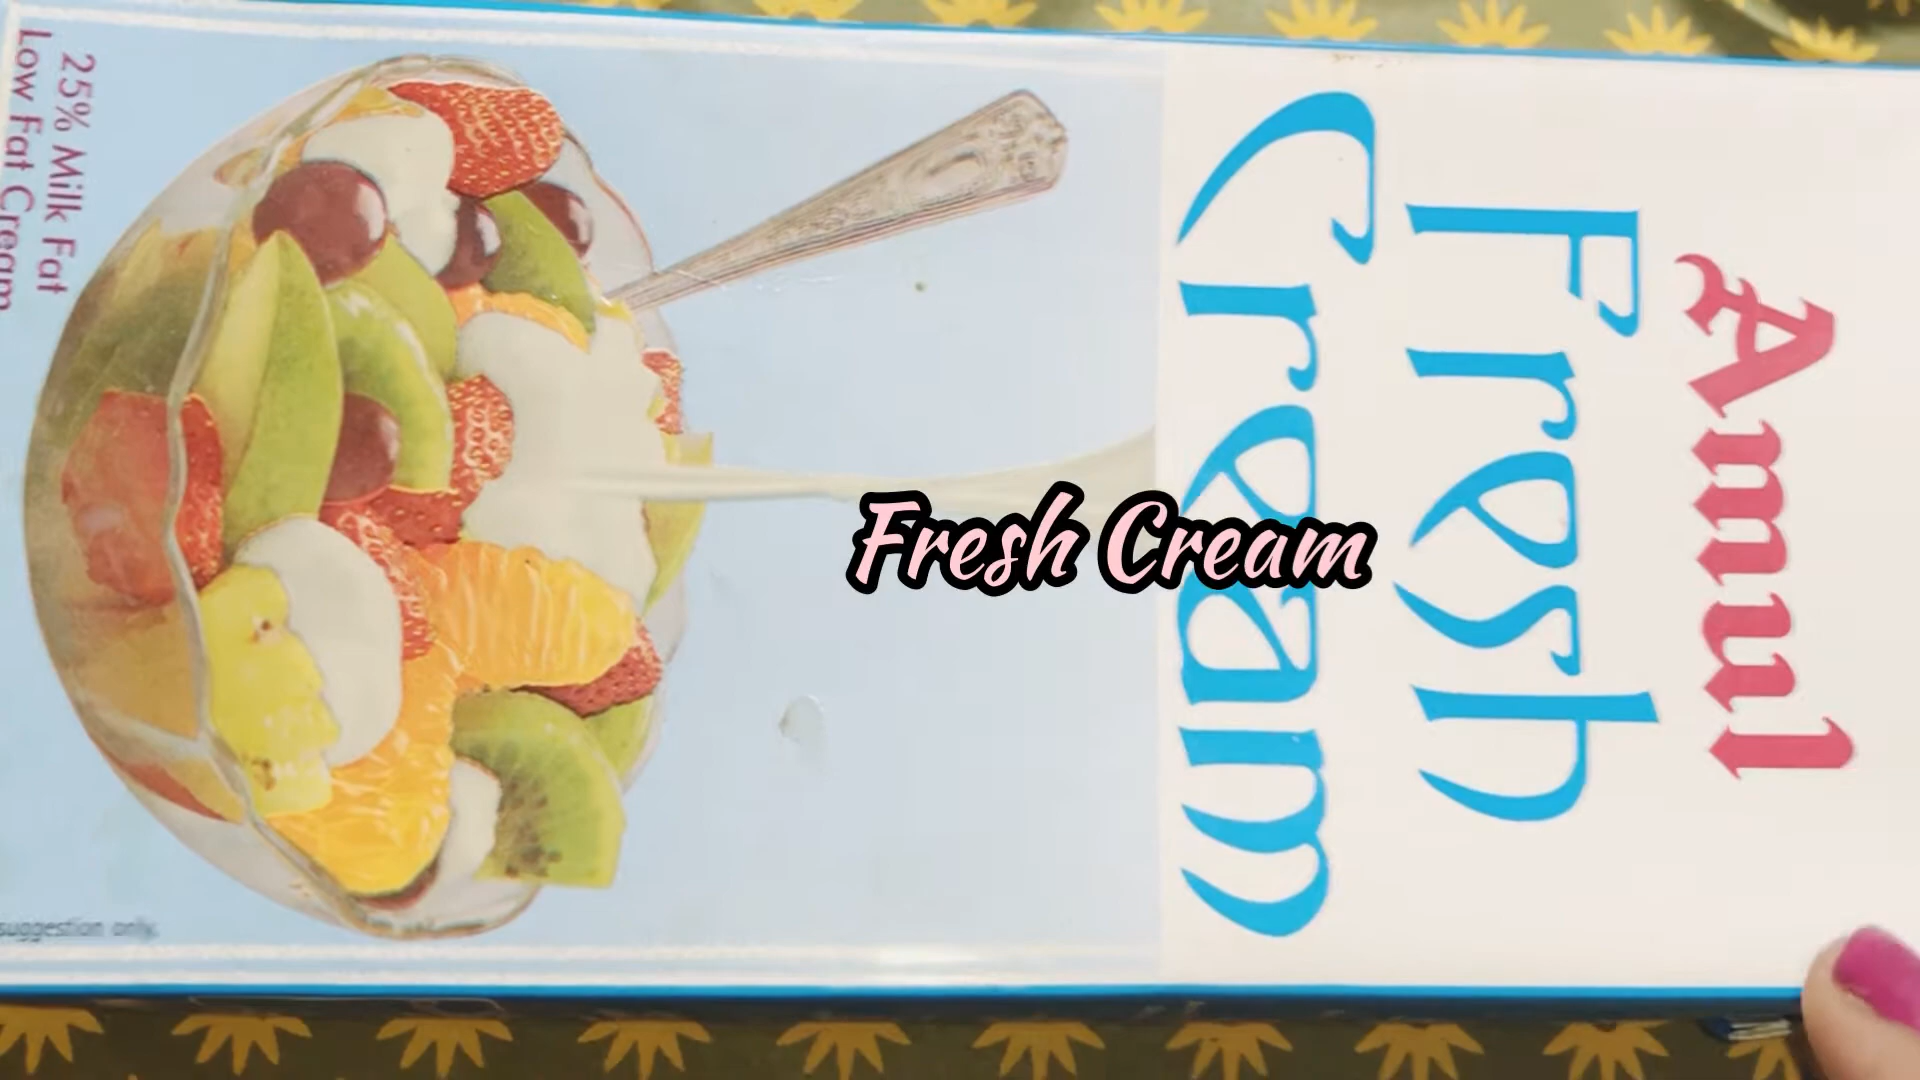 Amul
Fresh
Cream
25% Milk Fat
Low Fat Cream
suggestion only.
Fresh Cream